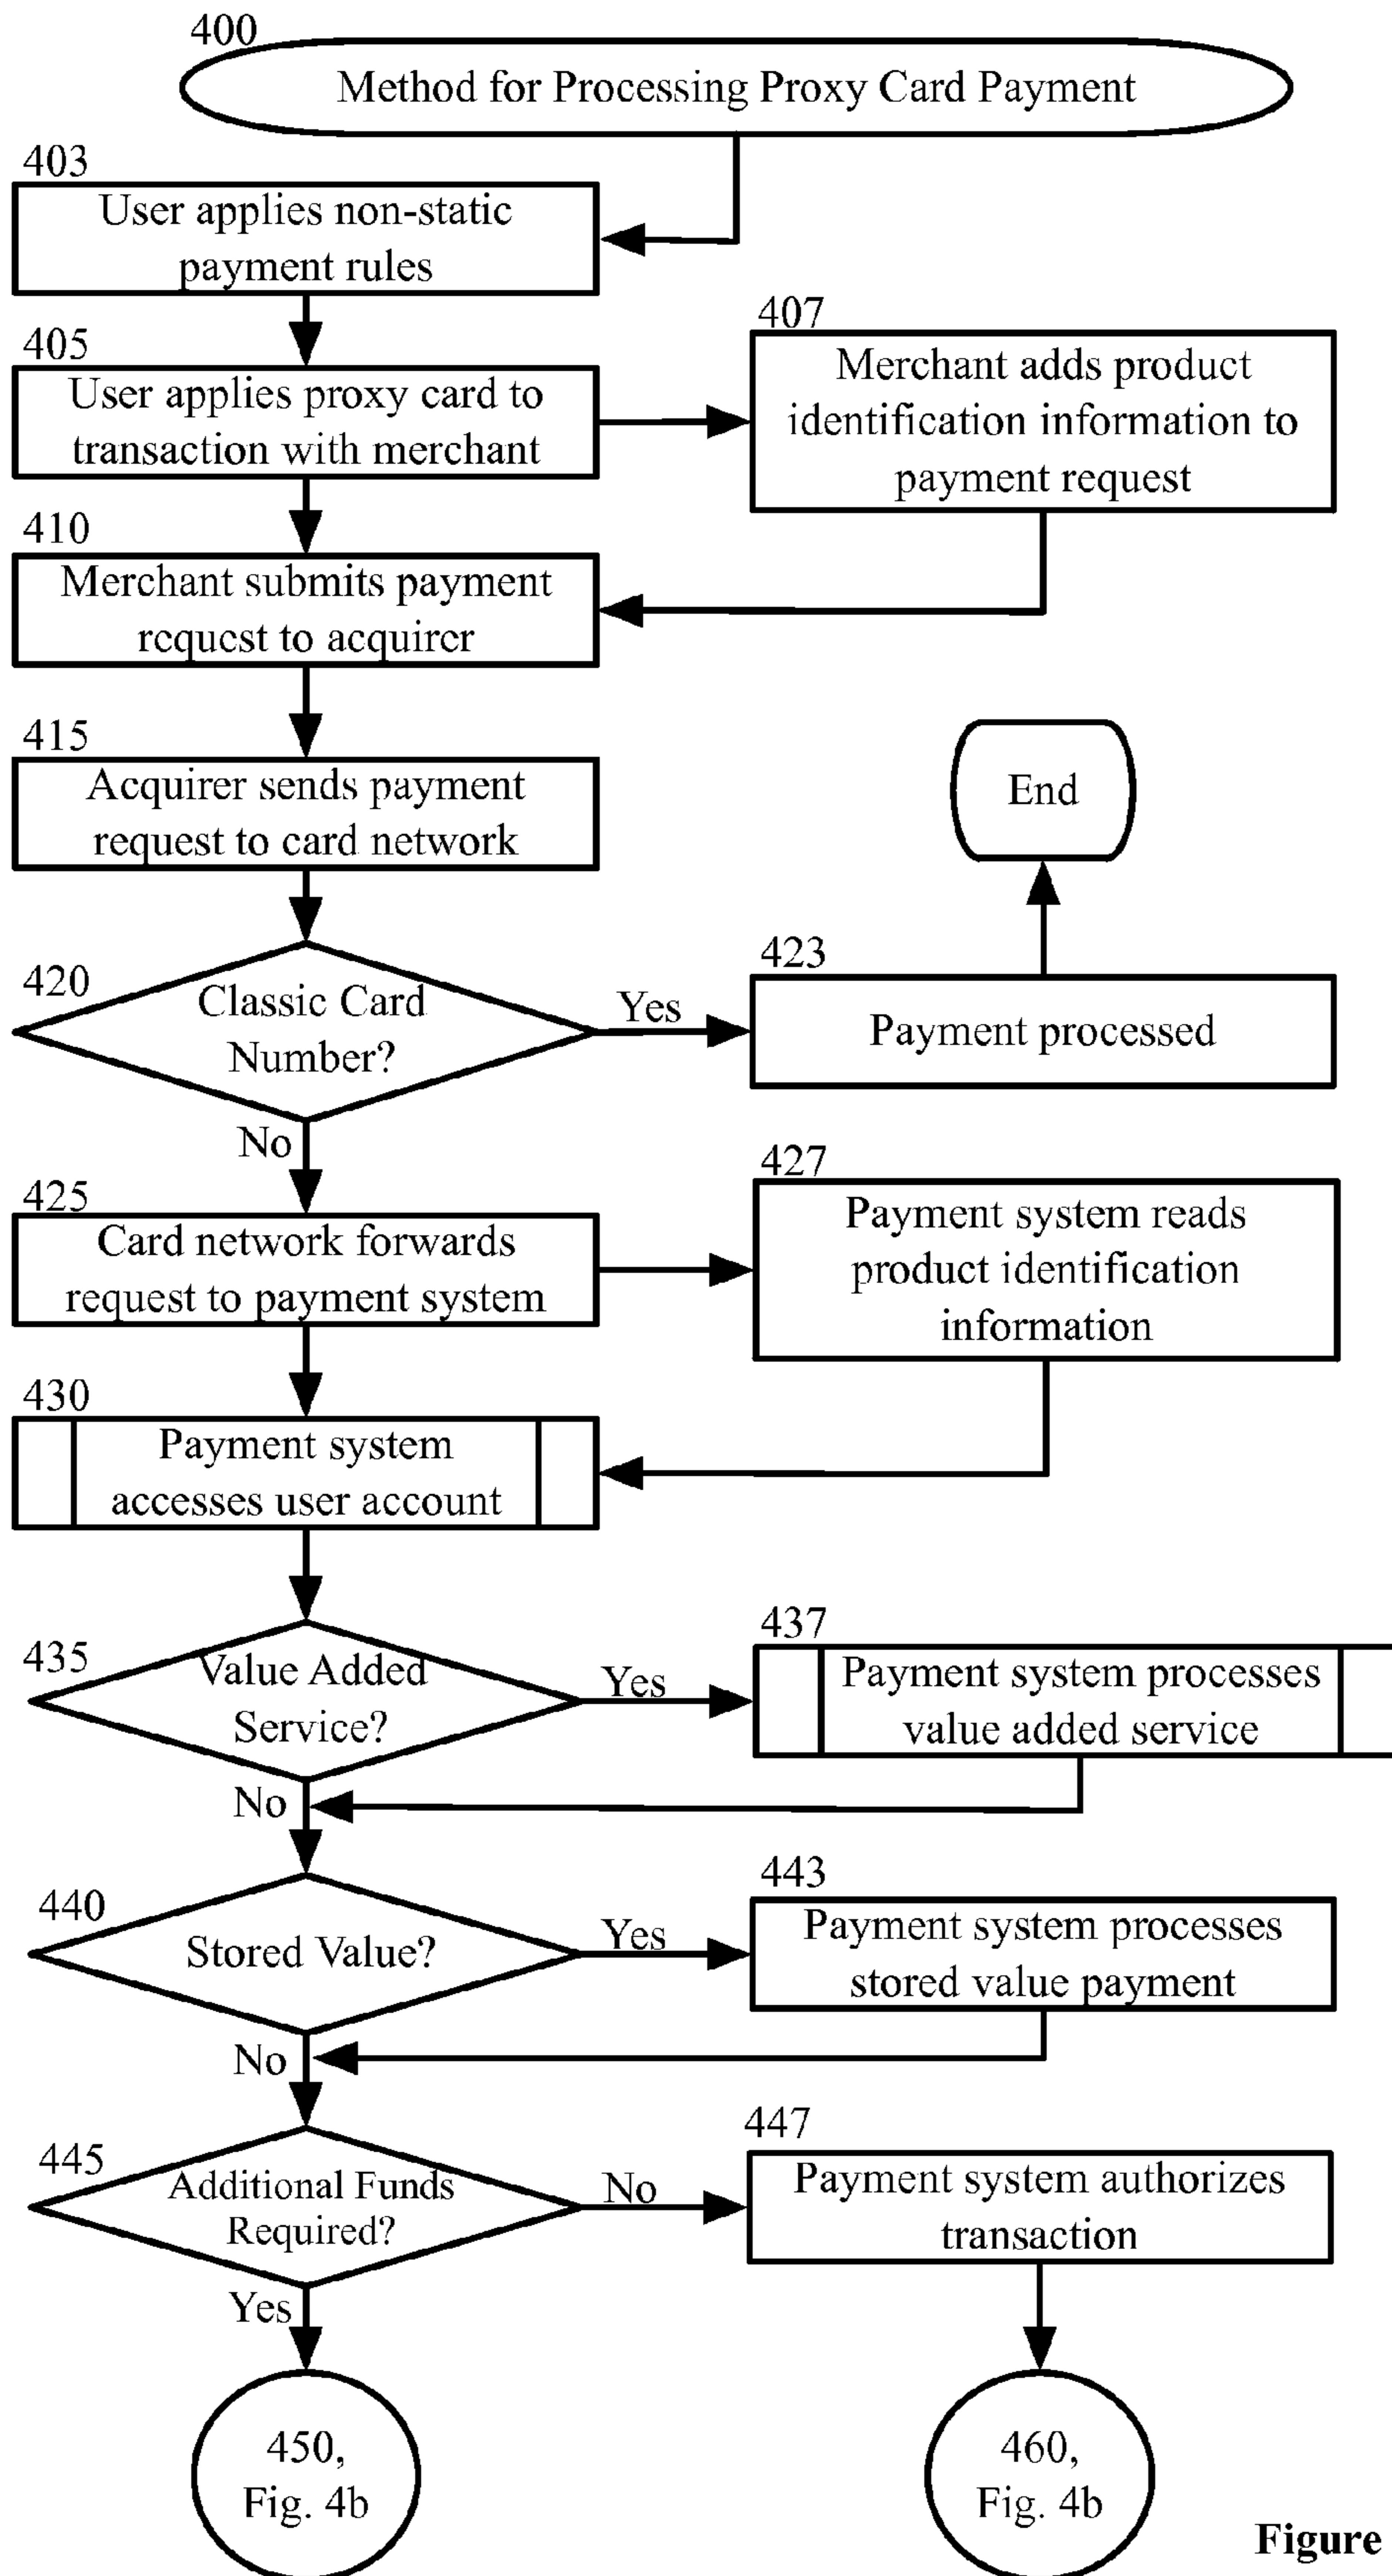 400
Method for Processing Proxy Card Payment
403
User applies non-static
payment rules
405
User applies proxy card to
transaction with merchant
407
Merchant adds product
identification information to
payment request
410
Merchant submits payment
request to acquirer
415
Acquirer sends payment
request to card network
End
420
Classic Card
Number?
Yes
423
Payment processed
No
425
Card network forwards
request to payment system
427
Payment system reads
product identification
information
430
Payment system
accesses user account
435
Value Added
Service?
Yes
437
Payment system processes
value added service
No
440
Stored Value?
Yes
443
Payment system processes
stored value payment
No
445
Additional Funds
Required?
No
447
Payment system authorizes
transaction
Yes
450,
Fig. 4b
460,
Fig. 4b
Figure